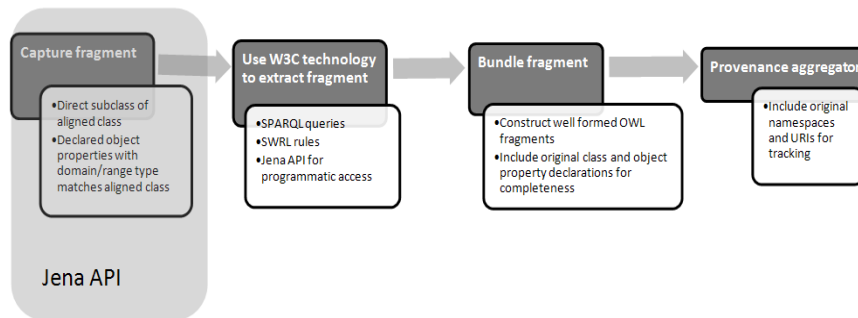 Capture fragment
•Direct subclass of
aligned class
•Declared object
properties with
domain/range type
matches aligned class
Jena API
Use W3C technology
to extract fragment
•SPARQL queries
•SWRL rules
•Jena API for
programmatic access
Bundle fragment
•Construct well formed OWL
fragments
•Include original class and object
property declarations for
completeness
Provenance aggregator
•Include original
namespaces
and URIs for
tracking